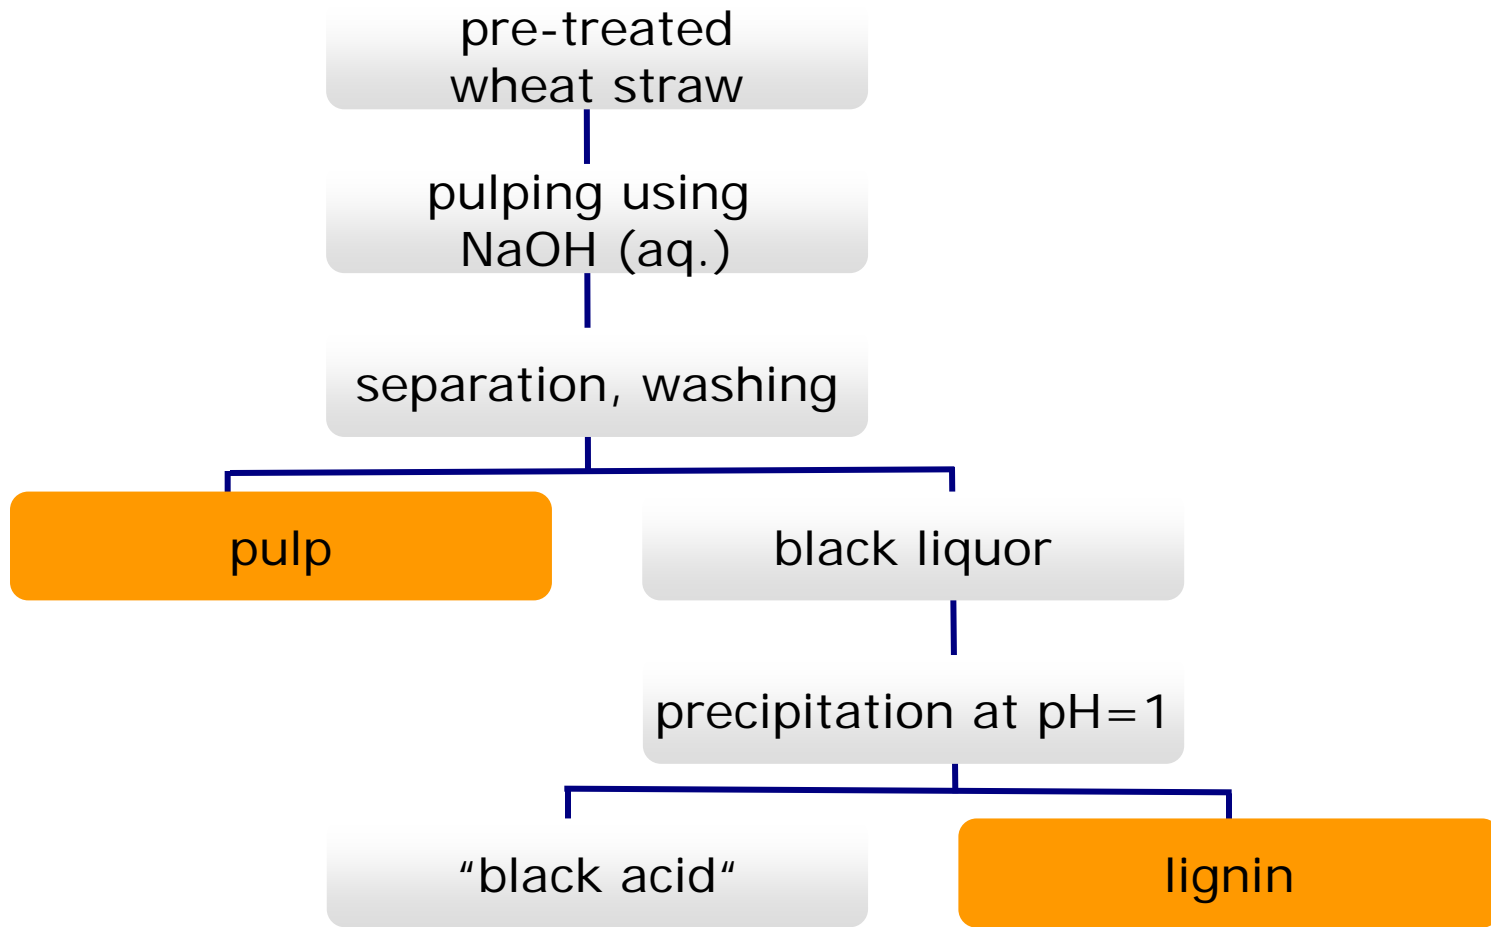 pre-treated
wheat straw
pulping using
NaOH (aq.)
separation, washing
pulp
black liquor
precipitation at pH=1
“black acid“
lignin